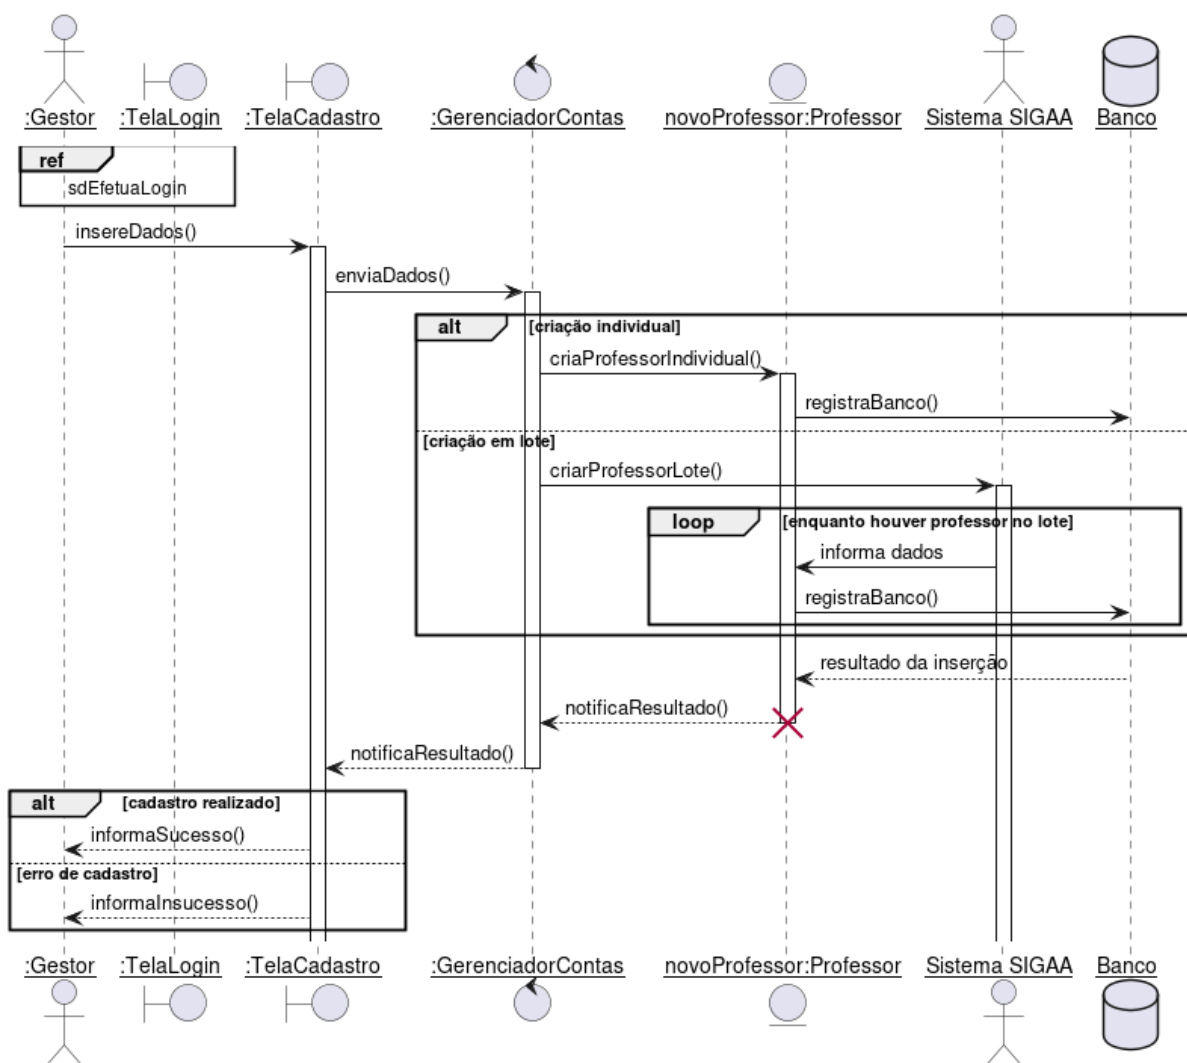 :Gestor :TelaLogin :TelaCadastro :GerenciadorContas novoProfessor:Professor Sistema SIGAA Banco
ref
sdEfetuaLogin
insereDados()
enviaDados()
alt [criação individual]
criaProfessorIndividual()
registraBanco()
[criação em lote]
criarProfessorLote()
loop [enquanto houver professor no lote]
informa dados
registraBanco()
resultado da inserção
notificaResultado()
notificaResultado()
alt [cadastro realizado]
informaSucesso()
[erro de cadastro]
informaInsucesso()
:Gestor :TelaLogin :TelaCadastro :GerenciadorContas novoProfessor:Professor Sistema SIGAA Banco